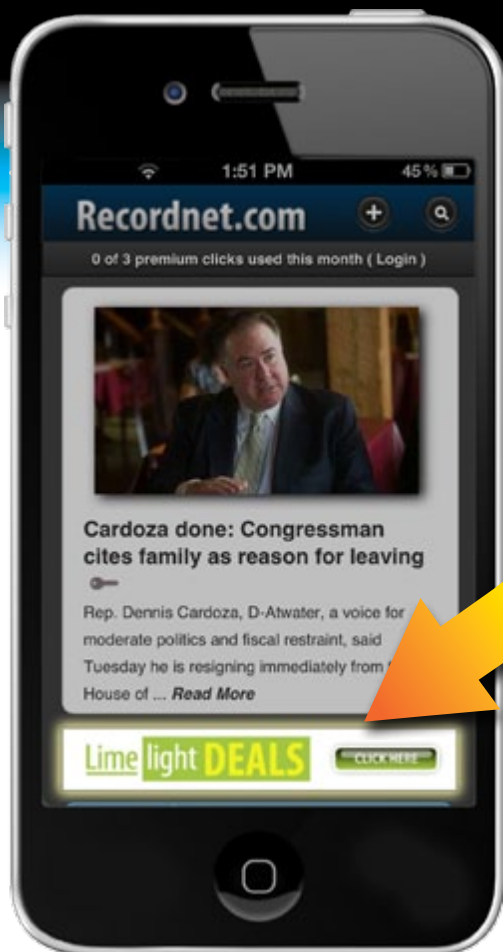 1:51 PM 45%
Recordnet.com
0 of 3 premium clicks used this month ( Login )
Cardoza done: Congressman
cites family as reason for leaving
Rep. Dennis Cardoza, D-Atwater, a voice for
moderate politics and fiscal restraint, said
Tuesday he is resigning immediately from
House of ... Read More
Lime light DEALS CLICK HERE